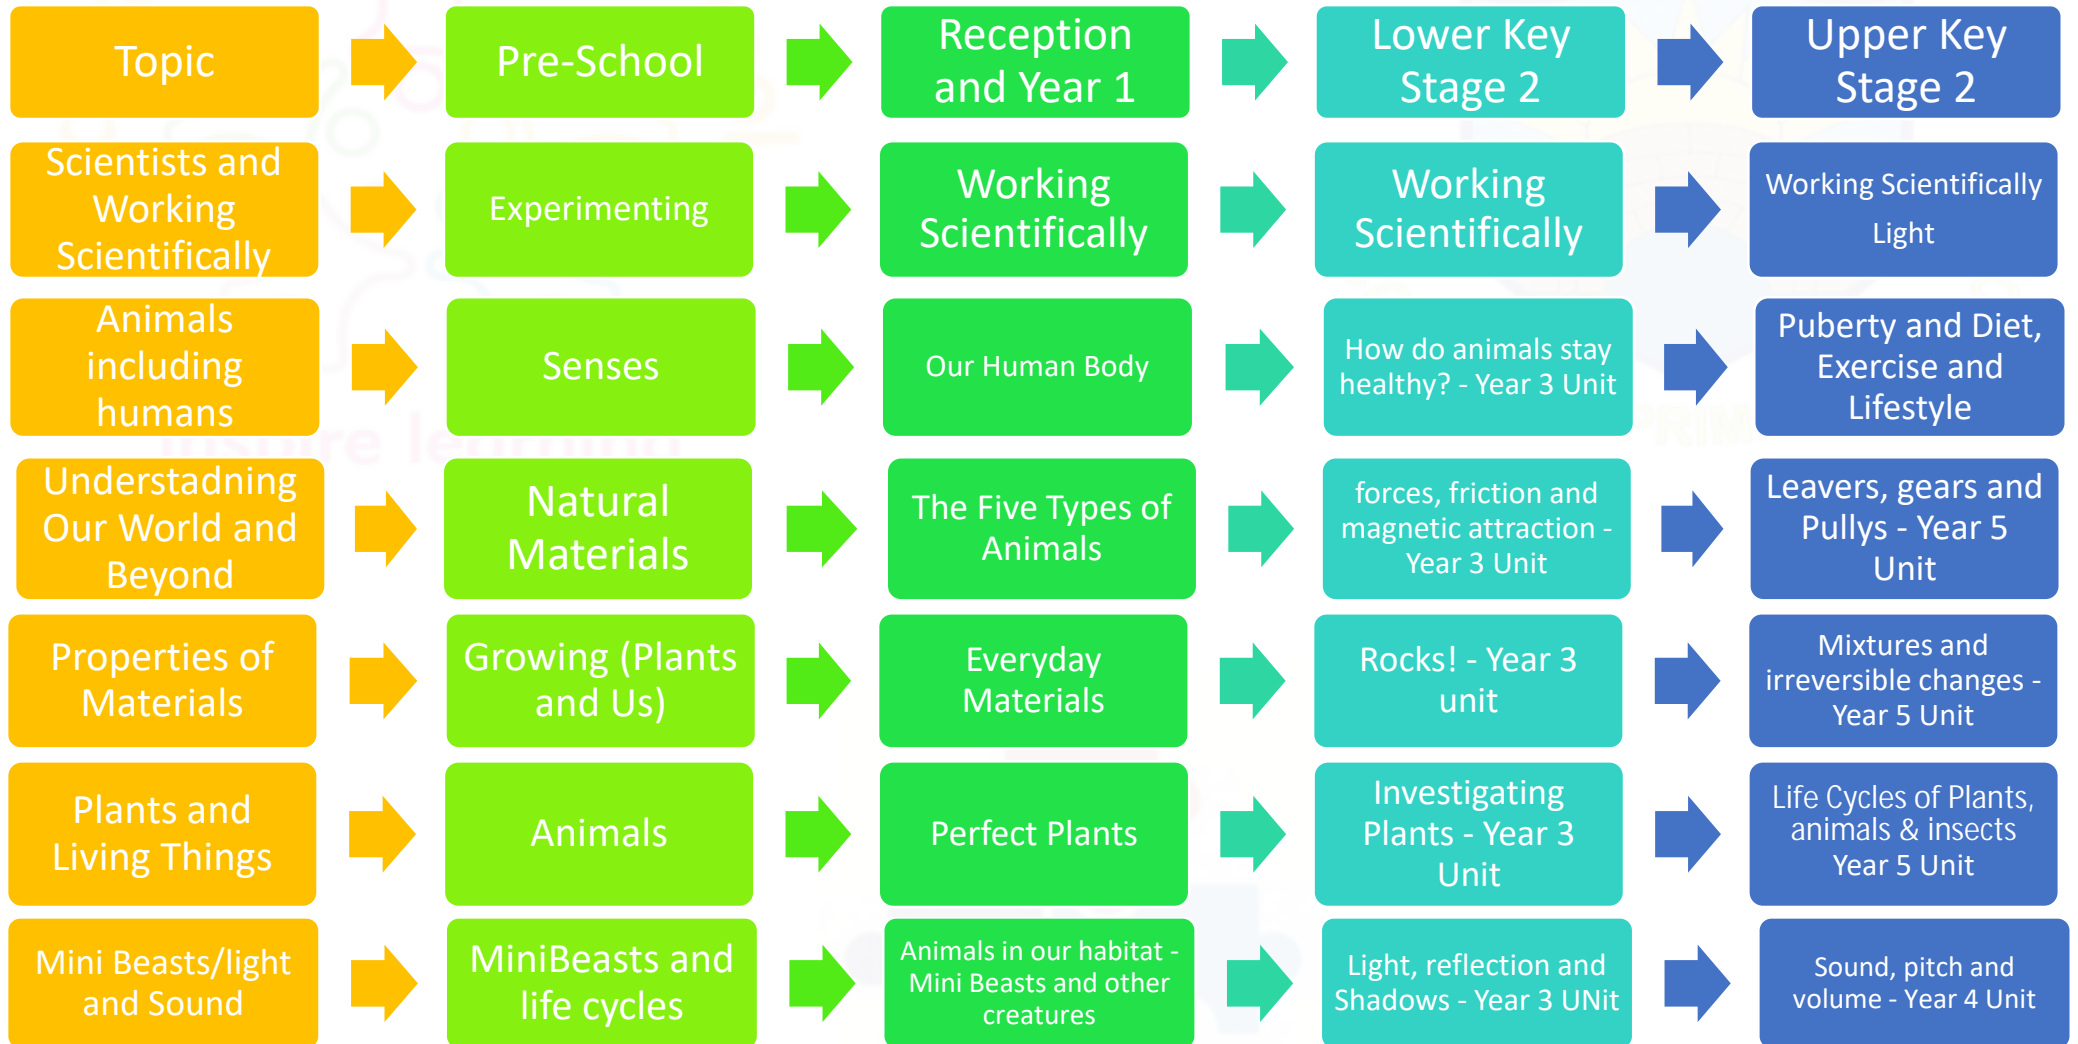 Topic
Pre-School
Reception
and Year 1
Lower Key
Stage 2
Upper Key
Stage 2
Scientists and
Working
Scientifically
Experimenting
Working
Scientifically
Working
Scientifically
Working Scientifically
Light
Animals
including
humans
Senses
Our Human Body
How do animals stay
healthy? - Year 3 Unit
Puberty and Diet,
Exercise and
Lifestyle
Understadning
Our World and
Beyond
Natural
Materials
The Five Types of
Animals
forces, friction and
magnetic attraction -
Year 3 Unit
Leavers, gears and
Pullys - Year 5
Unit
Properties of
Materials
Growing (Plants
and Us)
Everyday
Materials
Rocks! - Year 3
unit
Mixtures and
irreversible changes -
Year 5 Unit
Plants and
Living Things
Animals
Perfect Plants
Investigating
Plants - Year 3
Unit
Life Cycles of Plants,
animals & insects
Year 5 Unit
Mini Beasts/light
and Sound
MiniBeasts and
life cycles
Animals in our habitat -
Mini Beasts and other
creatures
Light, reflection and
Shadows - Year 3 UNit
Sound, pitch and
volume - Year 4 Unit
inspire learning